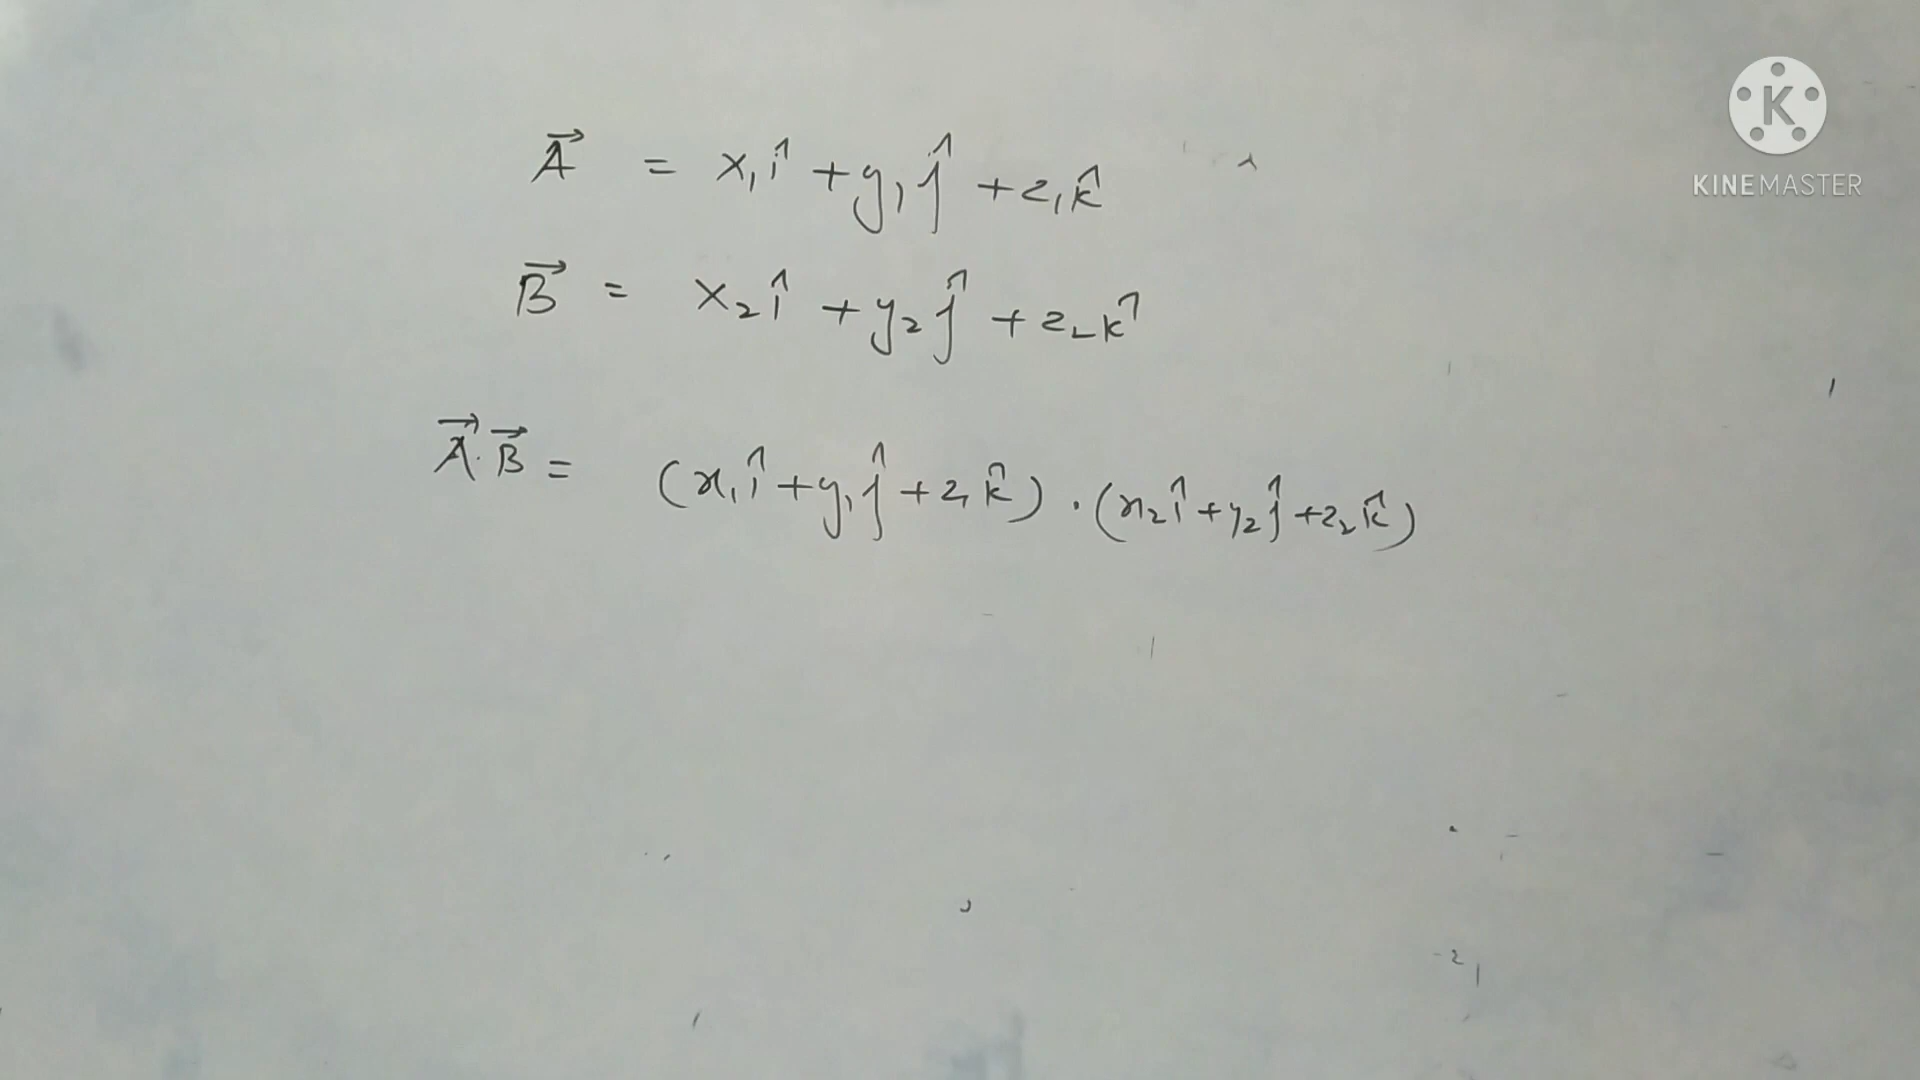 K
KINEMASTER
A⃗ = x₁î + y₁ĵ + z₁k̂
B⃗ = x₂î + y₂ĵ + z₂k̂
A⃗.B⃗ = (x₁î + y₁ĵ + z₁k̂) . (x₂î + y₂ĵ + z₂k̂)